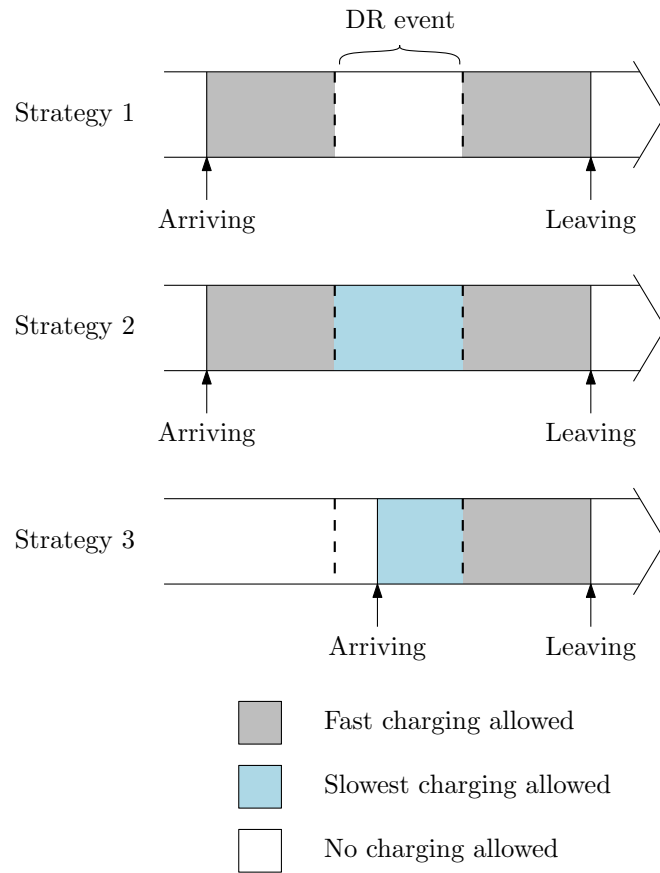 DR event
Strategy 1
Arriving
Leaving
Strategy 2
Arriving
Leaving
Strategy 3
Arriving
Leaving
Fast charging allowed
Slowest charging allowed
No charging allowed